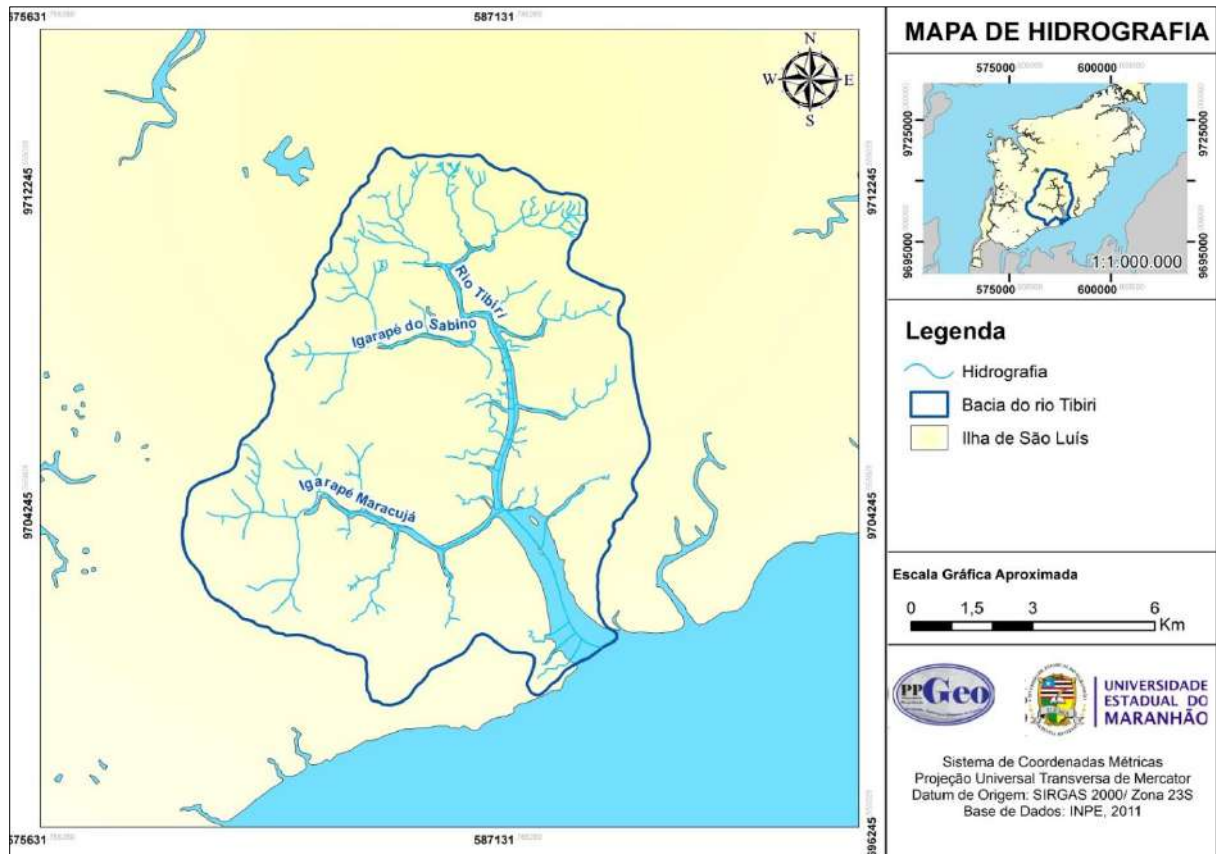 575631
587131
MAPA DE HIDROGRAFIA
N
W
E
S
575000
600000
9725000
9725000
9695000
9695000
1:1.000.000
575000
600000
9712245
9712245
Rio Tibiri
Igarapé do Sabino
Igarapé Maracujá
9704245
9704245
Legenda
Hidrografia
Bacia do rio Tibiri
Ilha de São Luís
Escala Gráfica Aproximada
0 1,5 3 6
Km
PPGeo
UNIVERSIDADE
ESTADUAL DO
MARANHÃO
Sistema de Coordenadas Métricas
Projeção Universal Transversa de Mercator
Datum de Origem: SIRGAS 2000/ Zona 23S
Base de Dados: INPE, 2011
575631
587131
696245